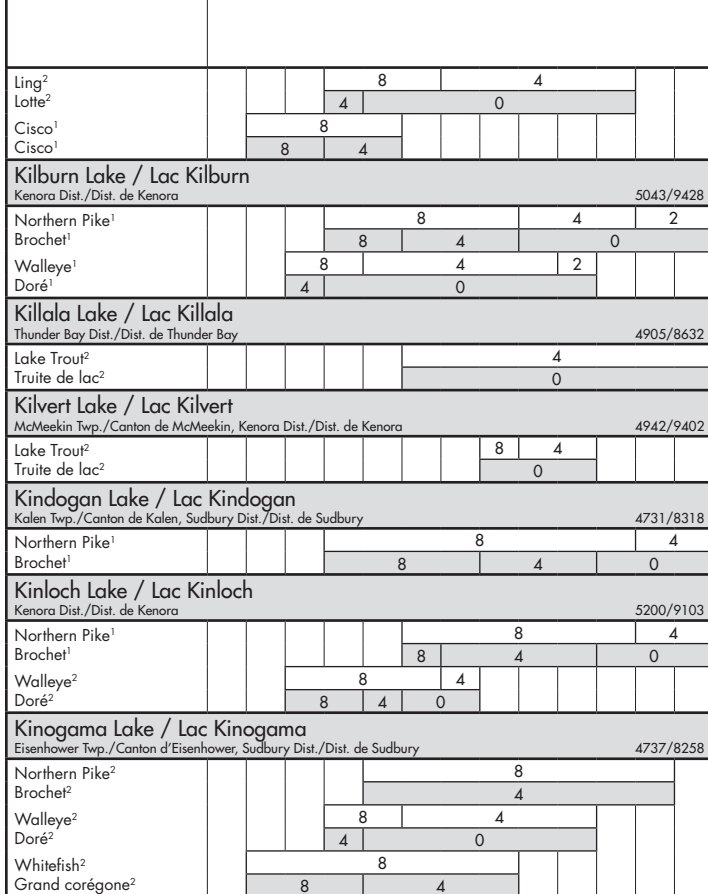 Ling² 8 4
Lotte² 4 0
Cisco¹ 8
Cisco¹ 8 4
Kilburn Lake / Lac Kilburn
Kenora Dist./Dist. de Kenora 5043/9428
Northern Pike¹ 8 4 2
Brochet¹ 8 4 0
Walleye¹ 8 4 2
Doré¹ 4 0
Killala Lake / Lac Killala
Thunder Bay Dist./Dist. de Thunder Bay 4905/8632
Lake Trout² 4
Truite de lac² 0
Kilvert Lake / Lac Kilvert
McMeekin Twp./Canton de McMeekin, Kenora Dist./Dist. de Kenora 4942/9402
Lake Trout² 8 4
Truite de lac² 0
Kindogan Lake / Lac Kindogan
Kalen Twp./Canton de Kalen, Sudbury Dist./Dist. de Sudbury 4731/8318
Northern Pike¹ 8 4
Brochet¹ 8 4 0
Kinloch Lake / Lac Kinloch
Kenora Dist./Dist. de Kenora 5200/9103
Northern Pike¹ 8 4
Brochet¹ 8 4 0
Walleye² 8 4
Doré² 8 4 0
Kinogama Lake / Lac Kinogama
Eisenhower Twp./Canton d'Eisenhower, Sudbury Dist./Dist. de Sudbury 4737/8258
Northern Pike² 8
Brochet² 4
Walleye² 8 4
Doré² 4 0
Whitefish² 8
Grand corégone² 8 4